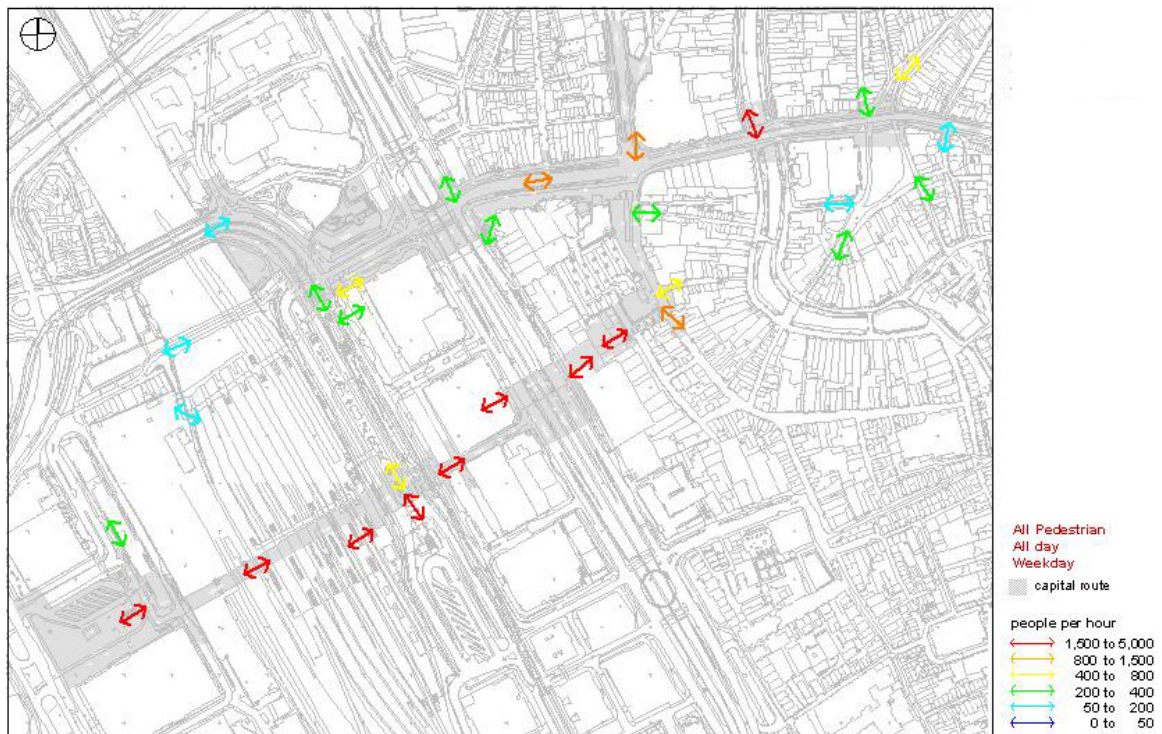 All Pedestrian
All day
Weekday
capital route
people per hour
1,500 to 5,000
800 to 1,500
400 to 800
200 to 400
50 to 200
0 to 50